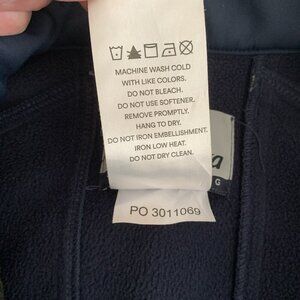 MACHINE WASH COLD
WITH LIKE COLORS.
DO NOT BLEACH.
DO NOT USE SOFTENER.
REMOVE PROMPTLY.
HANG TO DRY.
DO NOT IRON EMBELLISHMENT.
IRON LOW HEAT.
DO NOT DRY CLEAN.
G
PO 3011069